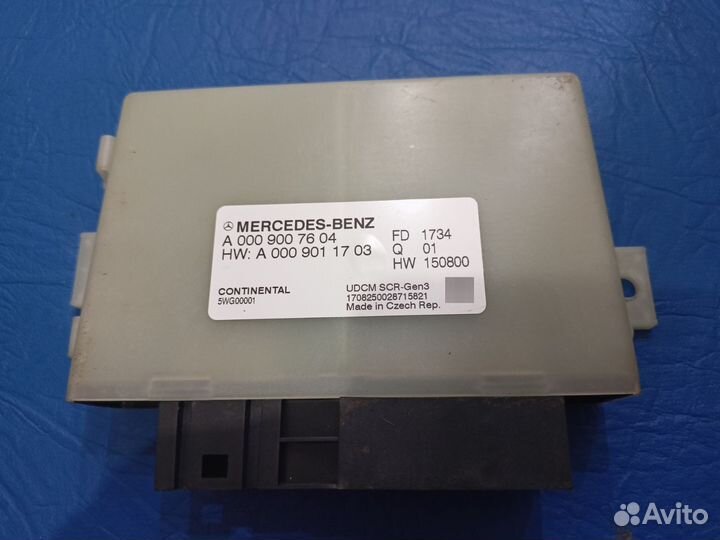 MERCEDES-BENZ
A 000 900 76 04
HW: A 000 901 17 03
FD 1734
Q 01
HW 150800
CONTINENTAL
5WG00001
UDCM SCR-Gen3
1708250028715821
Made in Czech Rep.
Avito